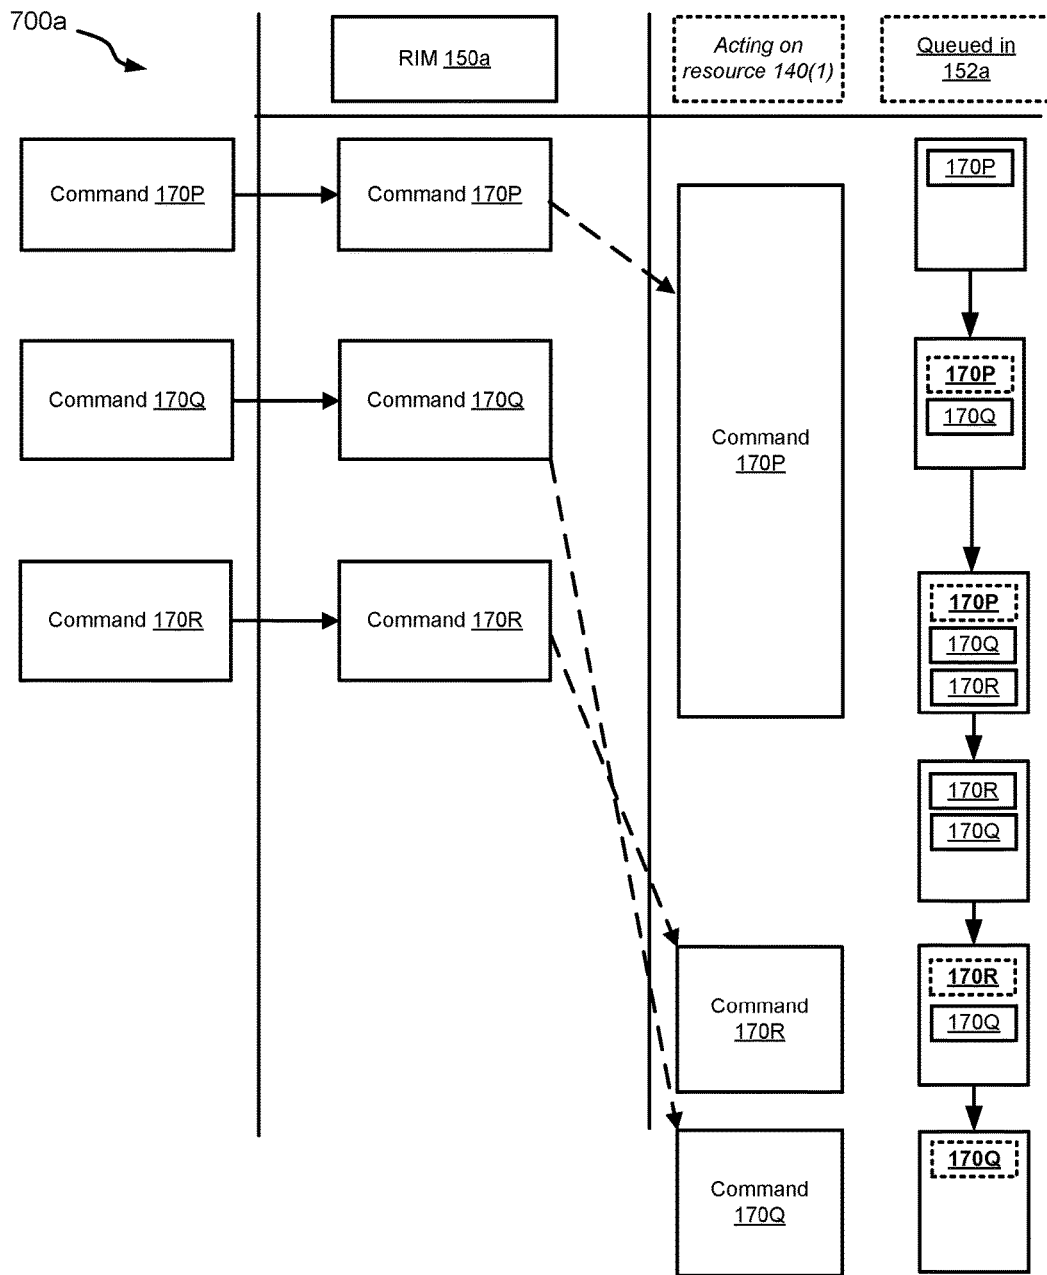 700a
RIM 150a
Acting on
resource 140(1)
Queued in
152a
Command 170P
Command 170P
170P
Command 170Q
Command 170Q
Command
170P
170P
170Q
Command 170R
Command 170R
170P
170Q
170R
170R
170Q
Command
170R
170R
170Q
Command
170Q
170Q